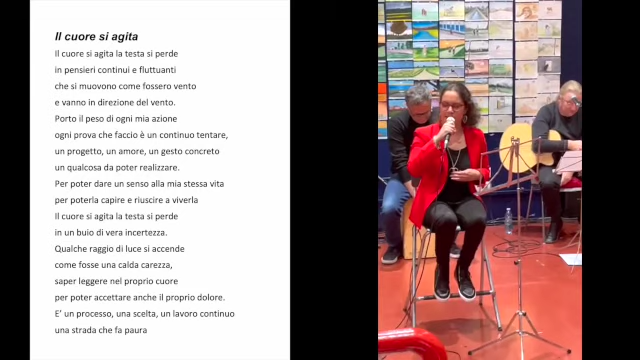 Il cuore si agita
Il cuore si agita la testa si perde
in pensieri continui e fluttuanti
che si muovono come fossero vento
e vanno in direzione del vento.
Porto il peso di ogni mia azione
ogni prova che faccio è un continuo tentare,
un progetto, un amore, un gesto concreto
un qualcosa da poter realizzare.
Per poter dare un senso alla mia stessa vita
per poterla capire e riuscire a viverla
Il cuore si agita la testa si perde
in un buio di vera incertezza.
Qualche raggio di luce si accende
come fosse una calda carezza,
saper leggere nel proprio cuore
per poter accettare anche il proprio dolore.
E' un processo, una scelta, un lavoro continuo
una strada che fa paura